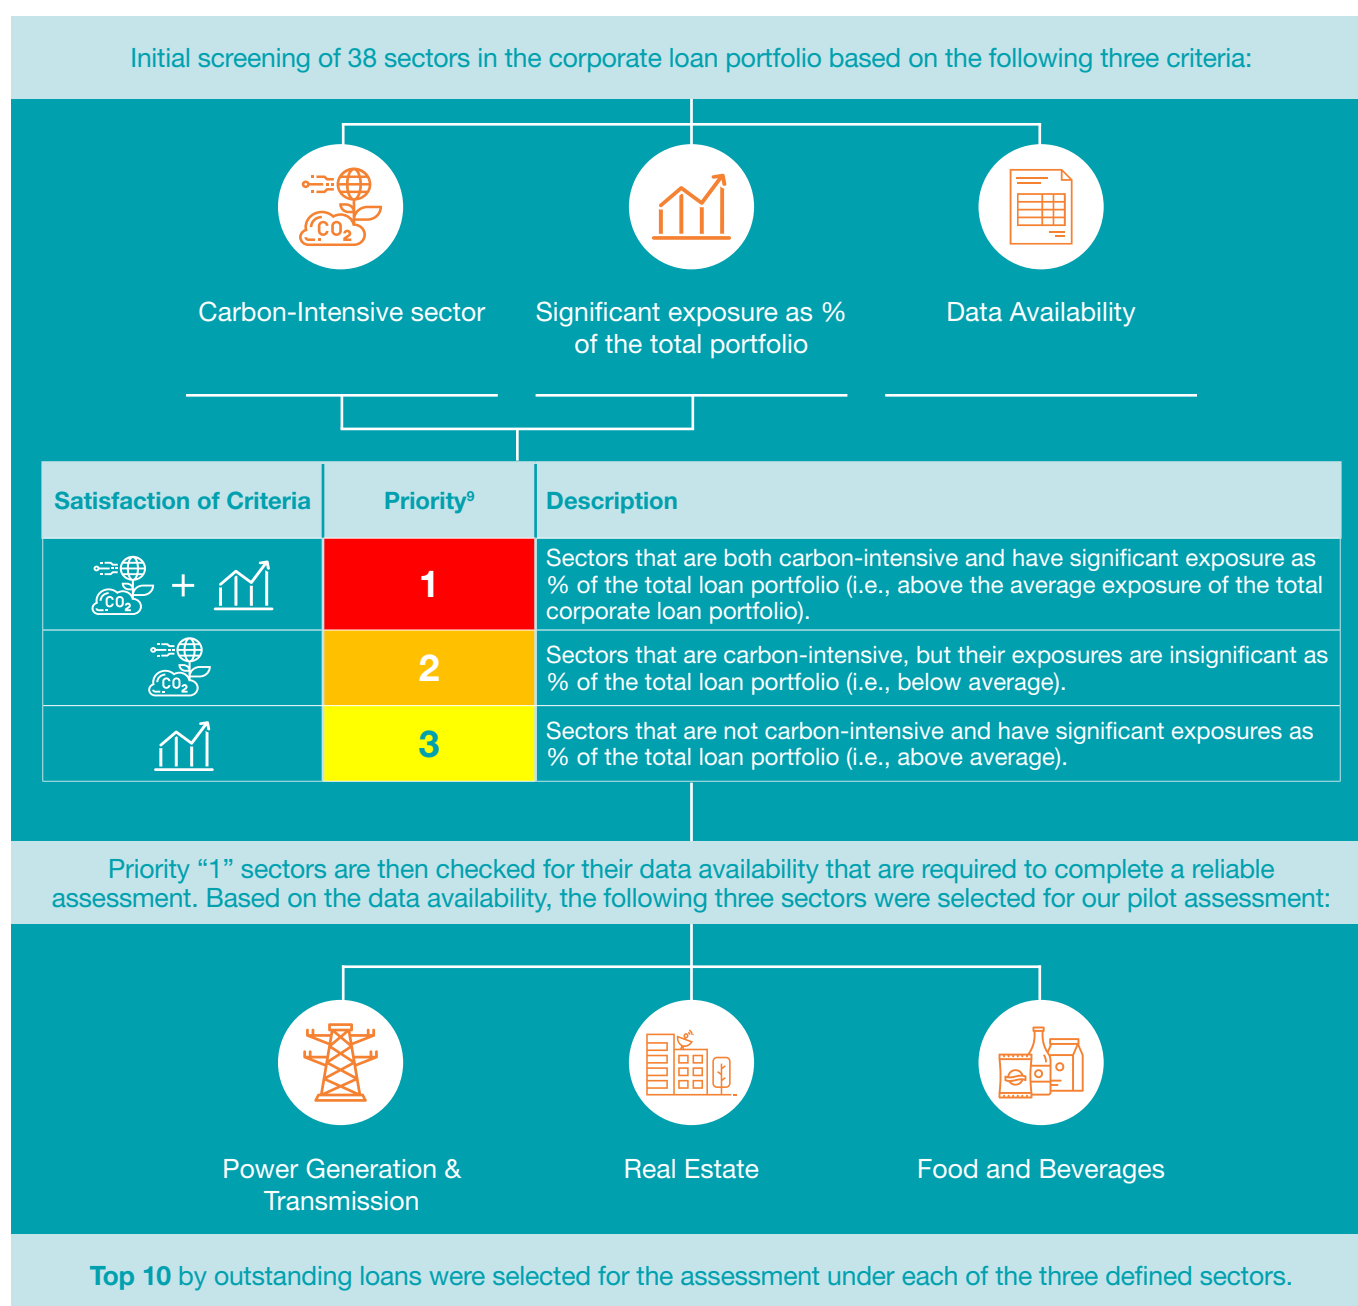 Initial screening of 38 sectors in the corporate loan portfolio based on the following three criteria:
CO₂
Carbon-Intensive sector
Significant exposure as %
of the total portfolio
Data Availability
Satisfaction of Criteria
Priority⁹
Description
CO₂
+
1
Sectors that are both carbon-intensive and have significant exposure as
% of the total loan portfolio (i.e., above the average exposure of the total
corporate loan portfolio).
CO₂
2
Sectors that are carbon-intensive, but their exposures are insignificant as
% of the total loan portfolio (i.e., below average).
3
Sectors that are not carbon-intensive and have significant exposures as
% of the total loan portfolio (i.e., above average).
Priority “1” sectors are then checked for their data availability that are required to complete a reliable
assessment. Based on the data availability, the following three sectors were selected for our pilot assessment:
Power Generation &
Transmission
Real Estate
Food and Beverages
Top 10 by outstanding loans were selected for the assessment under each of the three defined sectors.